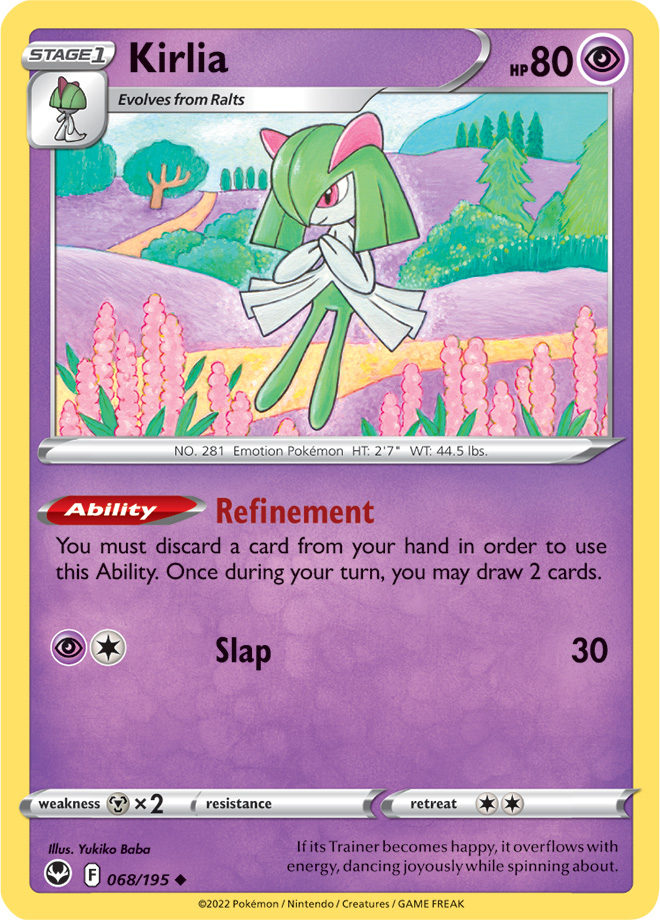 STAGE1
Kirlia
HP80
Evolves from Ralts
NO. 281 Emotion Pokémon HT: 2'7" WT: 44.5 lbs.
Ability Refinement
You must discard a card from your hand in order to use
this Ability. Once during your turn, you may draw 2 cards.
Slap 30
weakness ×2 resistance retreat
Illus. Yukiko Baba
If its Trainer becomes happy, it overflows with
energy, dancing joyously while spinning about.
F 068/195
©2022 Pokémon / Nintendo / Creatures / GAME FREAK